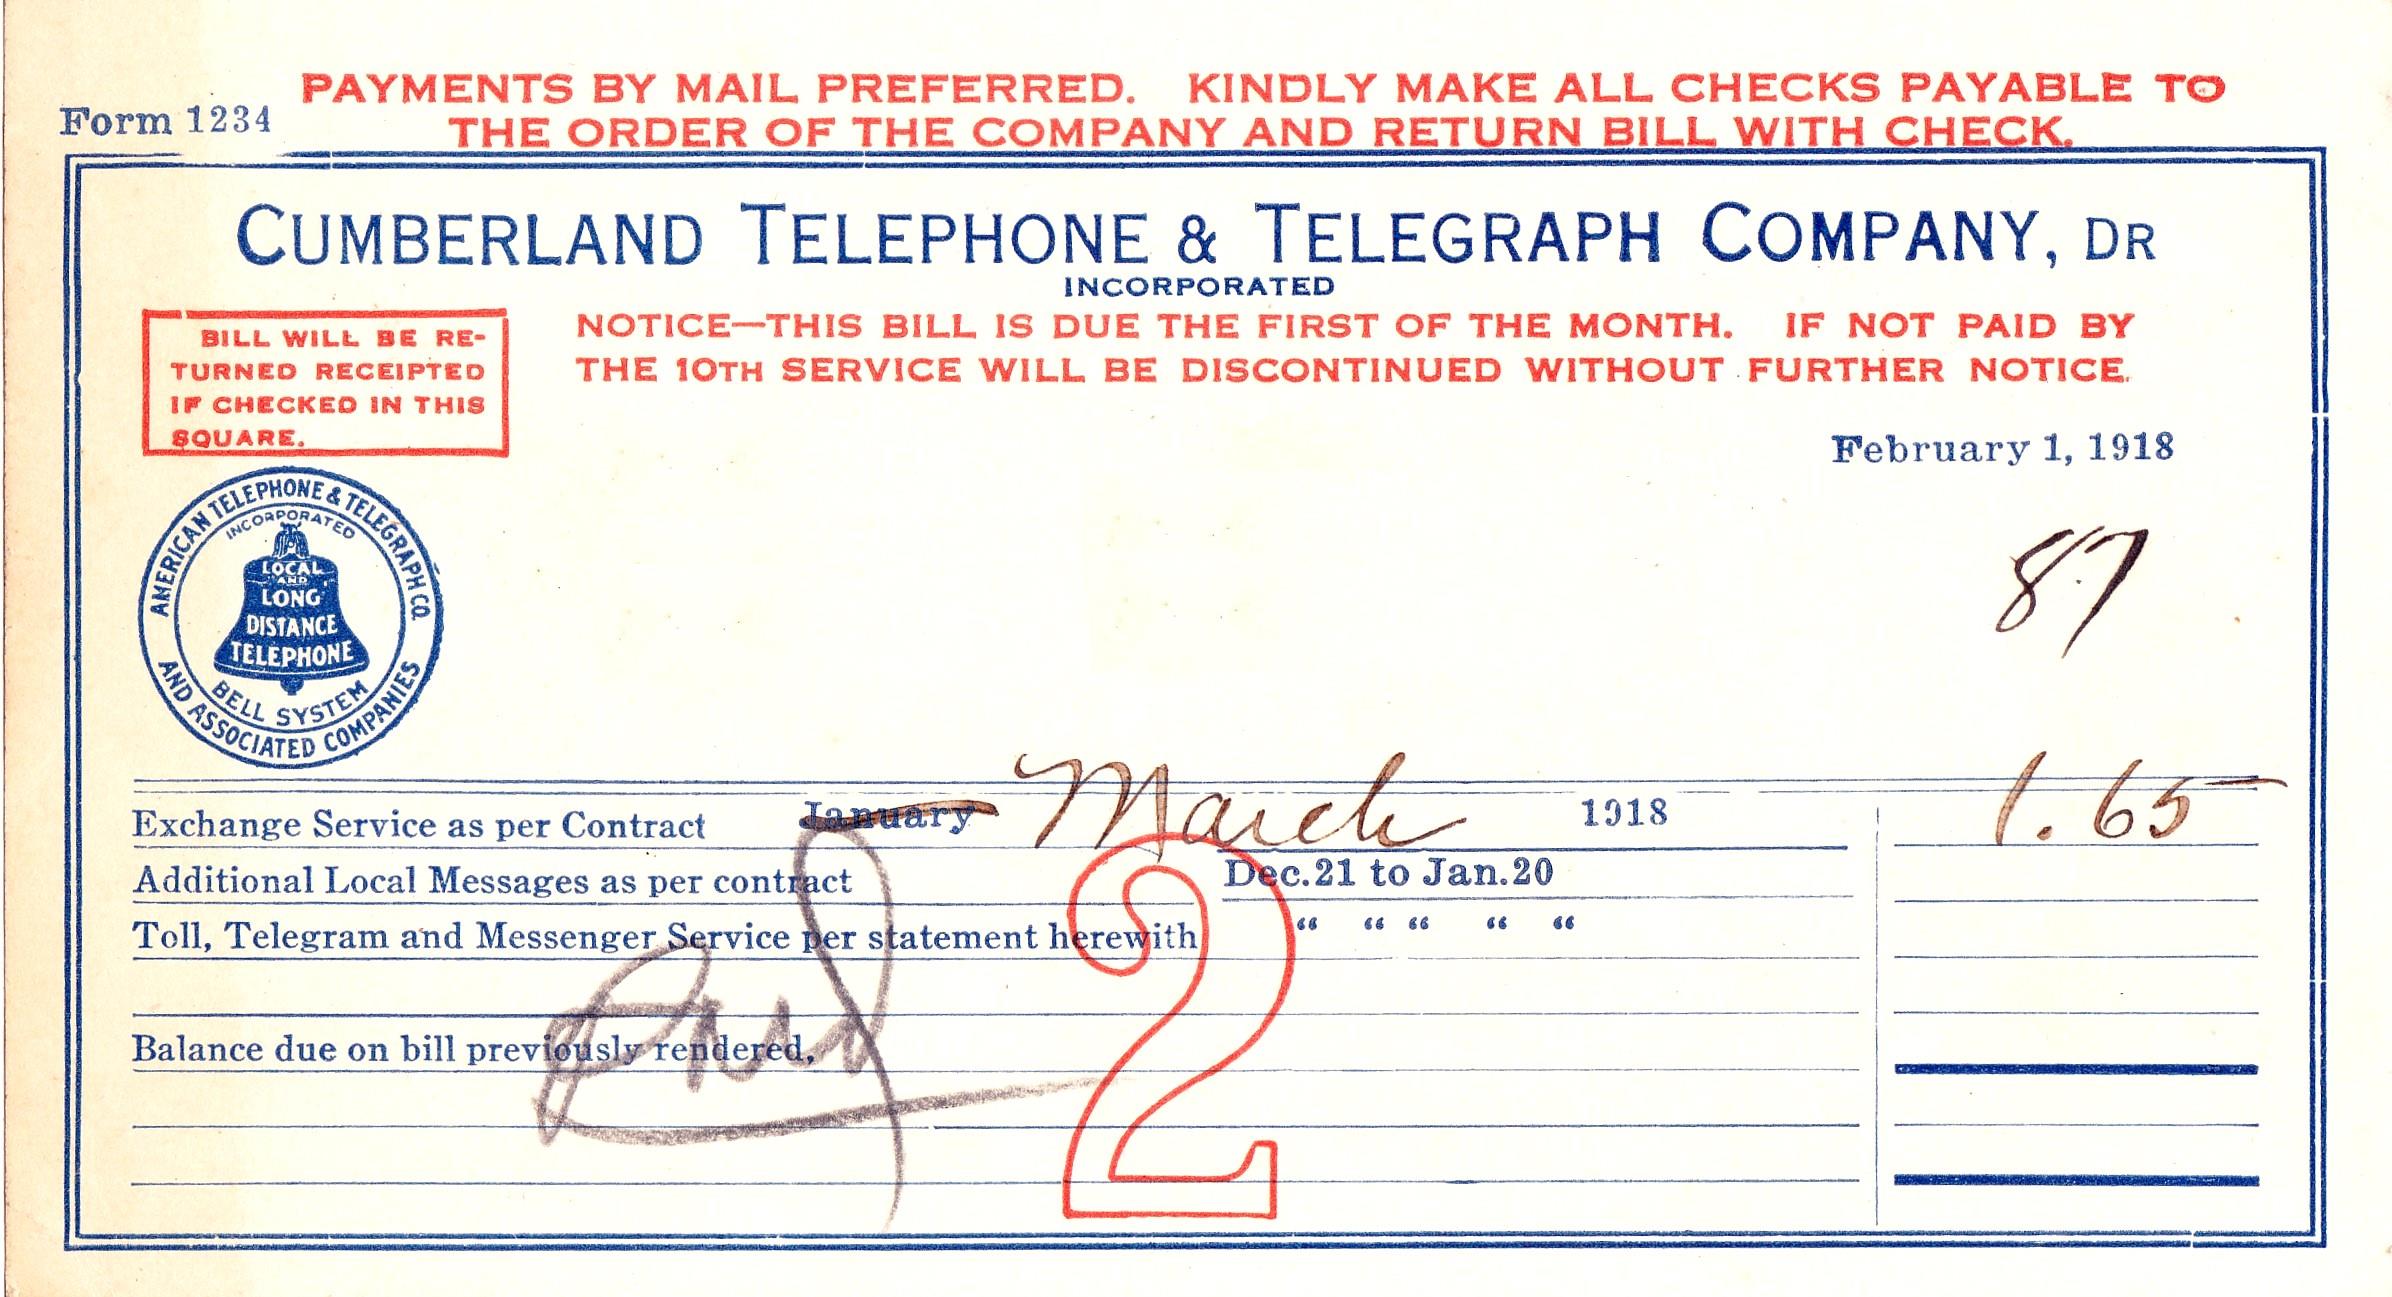 Form 1234
PAYMENTS BY MAIL PREFERRED. KINDLY MAKE ALL CHECKS PAYABLE TO
THE ORDER OF THE COMPANY AND RETURN BILL WITH CHECK.
CUMBERLAND TELEPHONE & TELEGRAPH COMPANY, DR
INCORPORATED
BILL WILL BE RE-
TURNED RECEIPTED
IF CHECKED IN THIS
SQUARE.
NOTICE—THIS BILL IS DUE THE FIRST OF THE MONTH. IF NOT PAID BY
THE 10TH SERVICE WILL BE DISCONTINUED WITHOUT FURTHER NOTICE.
February 1, 1918
AMERICAN TELEPHONE & TELEGRAPH CO.
INCORPORATED
LOCAL
AND
LONG
DISTANCE
TELEPHONE
BELL SYSTEM
AND ASSOCIATED COMPANIES
87
Exchange Service as per Contract January March 1918 1.65
Additional Local Messages as per contract Dec.21 to Jan.20
Toll, Telegram and Messenger Service per statement herewith “ “ “ “ “
Balance due on bill previously rendered,
Paid
2